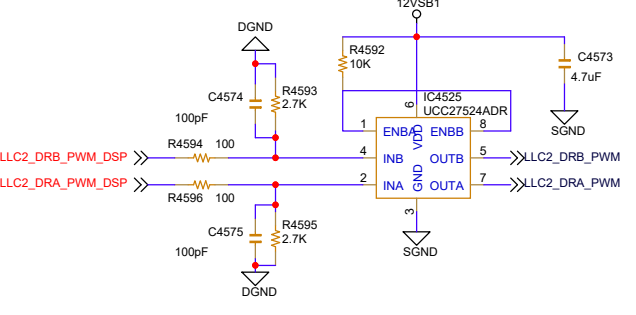 12VSB1
DGND
R4592
10K
C4573
4.7uF
C4574
R4593
2.7K
100pF
IC4525
UCC27524ADR
SGND
R4594 100
1 ENBA VDD 6 ENBB 8
LLC2_DRB_PWM_DSP
4 INB OUTB 5
LLC2_DRB_PWM
LLC2_DRA_PWM_DSP
2 INA GND OUTA 7
LLC2_DRA_PWM
R4596 100
3
C4575
R4595
2.7K
100pF
SGND
DGND